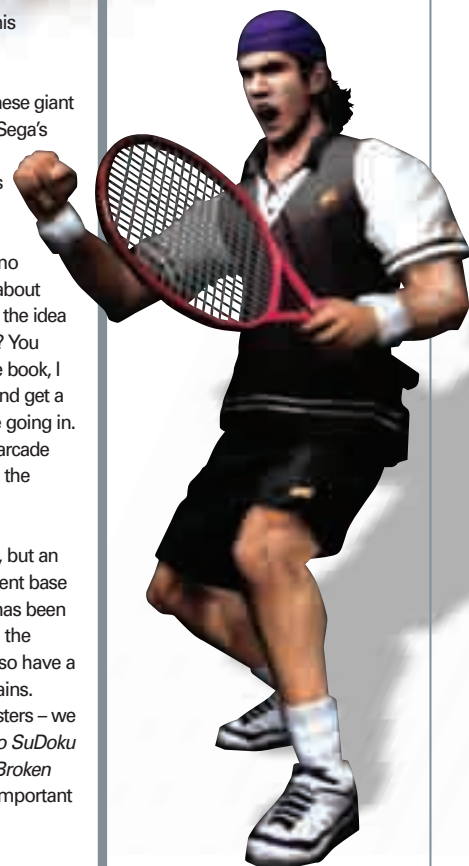 his
nese giant
Sega's
s
no
about
the idea
? You
e book, I
nd get a
e going in.
arcade
the
, but an
ent base
has been
the
so have a
ains.
sters – we
o SuDoku
Broken
mportant